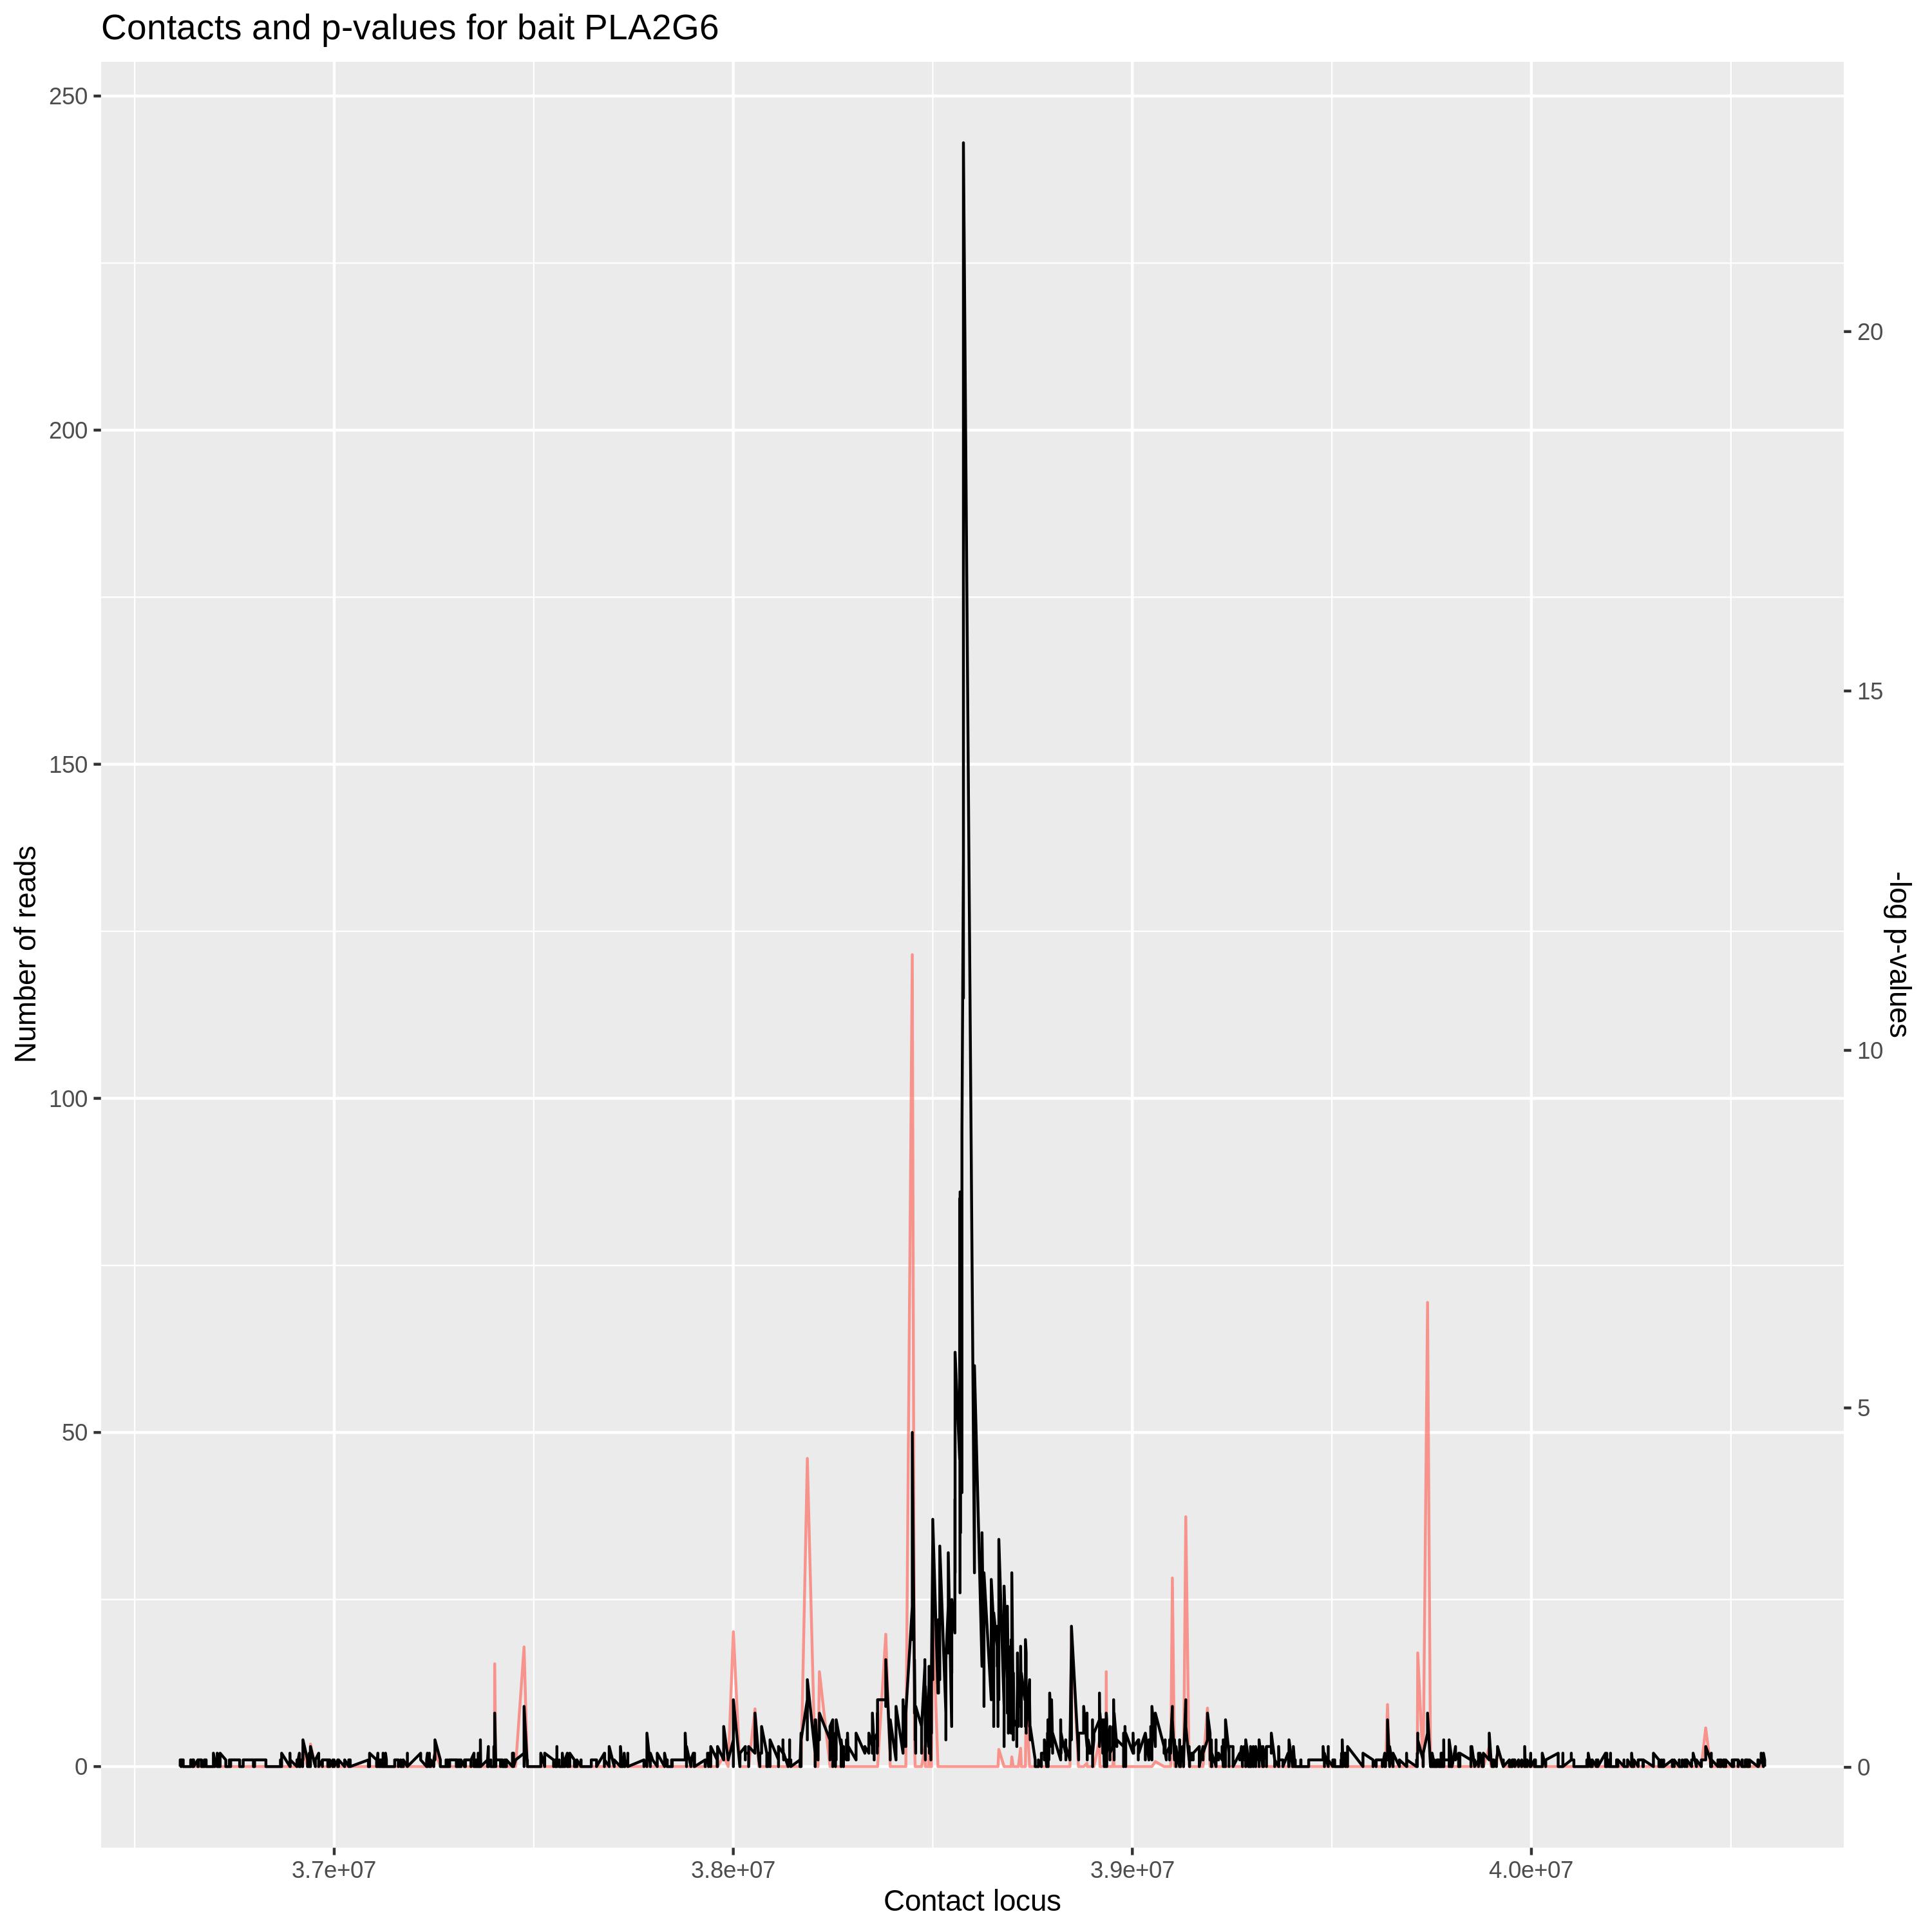 Contacts and p-values for bait PLA2G6
Number of reads
250
200
150
100
50
0
20
15
10
5
0
-log p-values
3.7e+07
3.8e+07
3.9e+07
4.0e+07
Contact locus